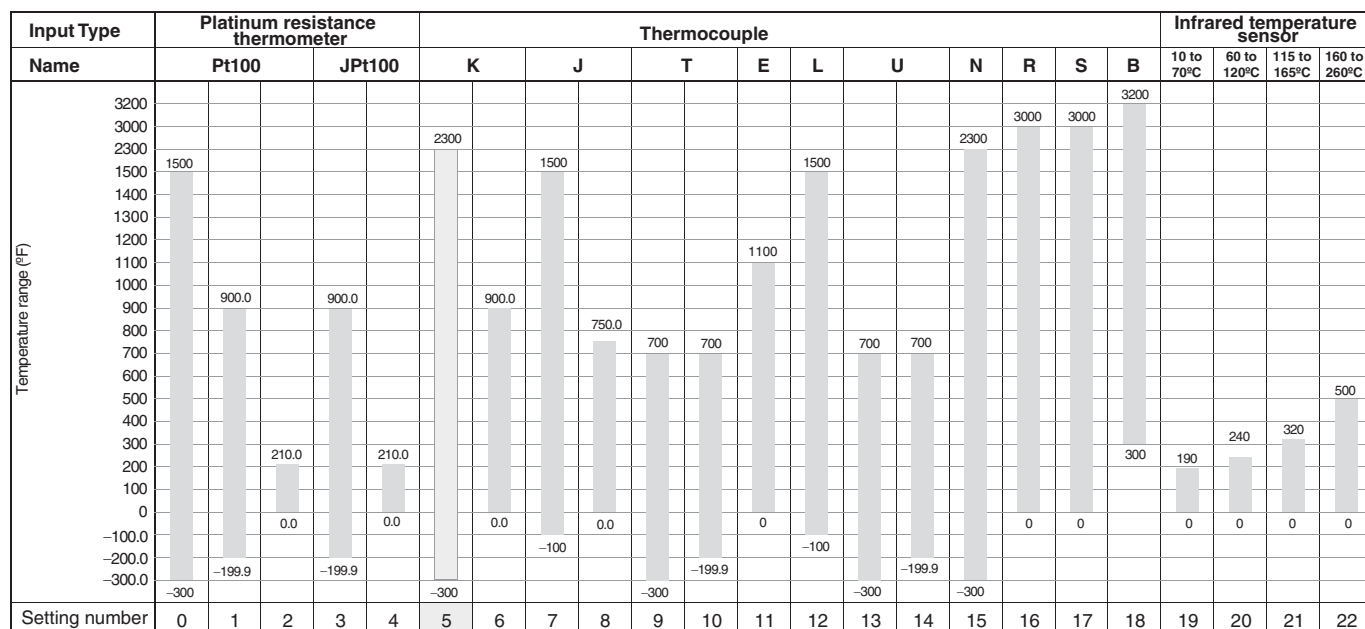 Input Type Platinum resistance thermometer Thermocouple Infrared temperature sensor
Name Pt100 JPt100 K J T E L U N R S B 10 to 70ºC 60 to 120ºC 115 to 165ºC 160 to 260ºC
Temperature range (ºF)
3200 3200
3000 3000 3000
2300 2300 2300
1500 1500 1500 1500
1400
1300
1200
1100 1100
1000
900 900.0 900.0 900.0
800 750.0
700 700 700 700 700
600
500 500
400
300 210.0 210.0 300 240 320
200 190
100
0 0.0 0.0 0.0 0.0 0 0 0 0 0 0 0
−100.0 −100 −100
−200.0 −199.9 −199.9 −199.9 −199.9
−300.0 −300 −300 −300 −300 −300
Setting number 0 1 2 3 4 5 6 7 8 9 10 11 12 13 14 15 16 17 18 19 20 21 22